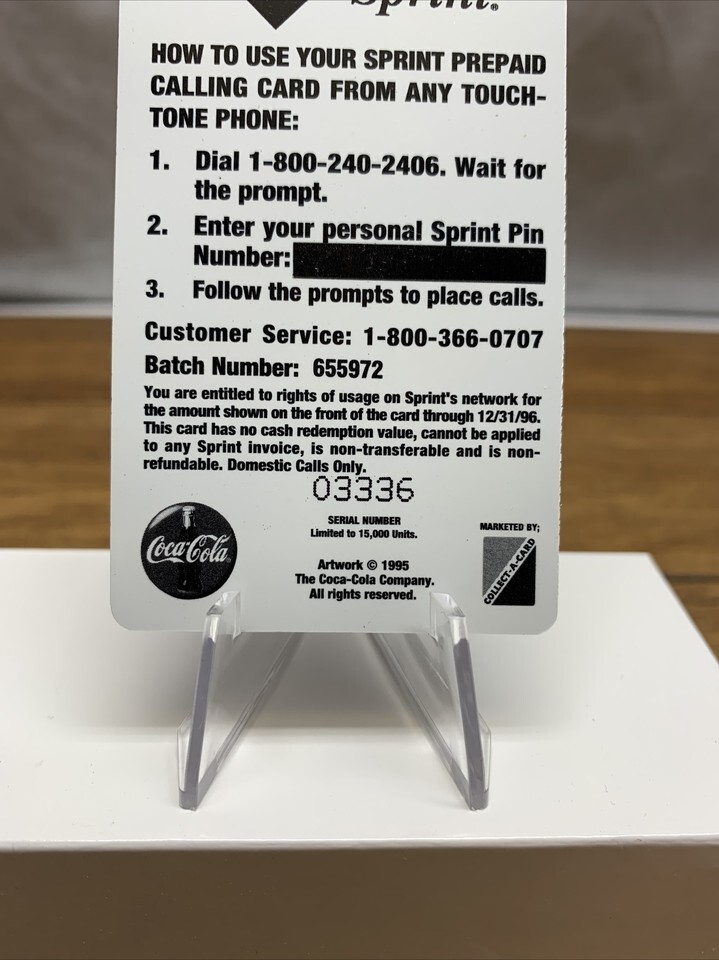 Sprint®
HOW TO USE YOUR SPRINT PREPAID
CALLING CARD FROM ANY TOUCH-
TONE PHONE:
1. Dial 1-800-240-2406. Wait for
the prompt.
2. Enter your personal Sprint Pin
Number:
3. Follow the prompts to place calls.
Customer Service: 1-800-366-0707
Batch Number: 655972
You are entitled to rights of usage on Sprint's network for
the amount shown on the front of the card through 12/31/96.
This card has no cash redemption value, cannot be applied
to any Sprint invoice, is non-transferable and is non-
refundable. Domestic Calls Only.
03336
SERIAL NUMBER
Limited to 15,000 Units.
Coca-Cola
Artwork © 1995
The Coca-Cola Company.
All rights reserved.
MARKETED BY;
COLLECT-A-CARD